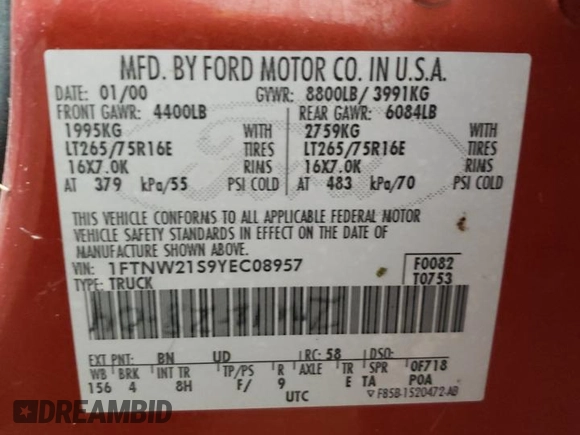 MFD. BY FORD MOTOR CO. IN U.S.A.
DATE: 01/00 GVWR: 8800LB/ 3991KG
FRONT GAWR: 4400LB REAR GAWR: 6084LB
1995KG WITH 2759KG WITH
LT265/75R16E TIRES LT265/75R16E TIRES
16X7.0K RIMS 16X7.0K RIMS
AT 379 kPa/55 PSI COLD AT 483 kPa/70 PSI COLD
THIS VEHICLE CONFORMS TO ALL APPLICABLE FEDERAL MOTOR
VEHICLE SAFETY STANDARDS IN EFFECT ON THE DATE OF
MANUFACTURE SHOWN ABOVE.
VIN: 1FTNW21S9YEC08957 F0082
TYPE: TRUCK T0753
EXT PNT: BN UD RC: 58 DSO:
WB BRK INT TR TP/PS R AXLE TR SPR 0F718
156 4 8H F/ 9 E TA P0A
UTC F85B-1520472-AB
DREAMBID